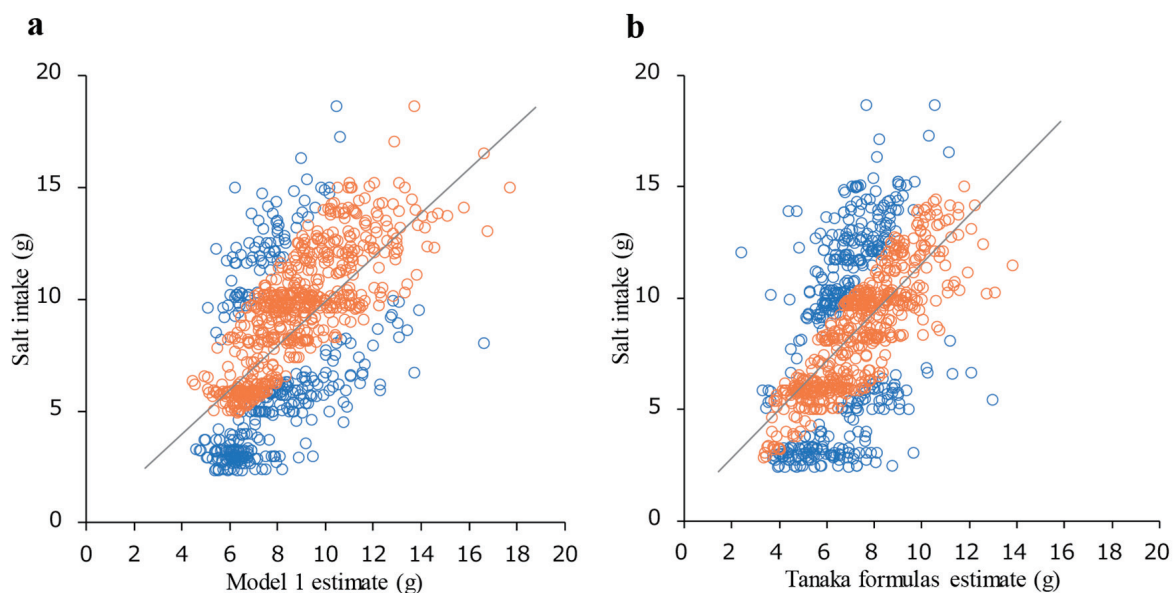 a
20
15
10
5
0
Salt intake (g)
0 2 4 6 8 10 12 14 16 18 20
Model 1 estimate (g)
b
20
15
10
5
0
Salt intake (g)
0 2 4 6 8 10 12 14 16 18 20
Tanaka formulas estimate (g)